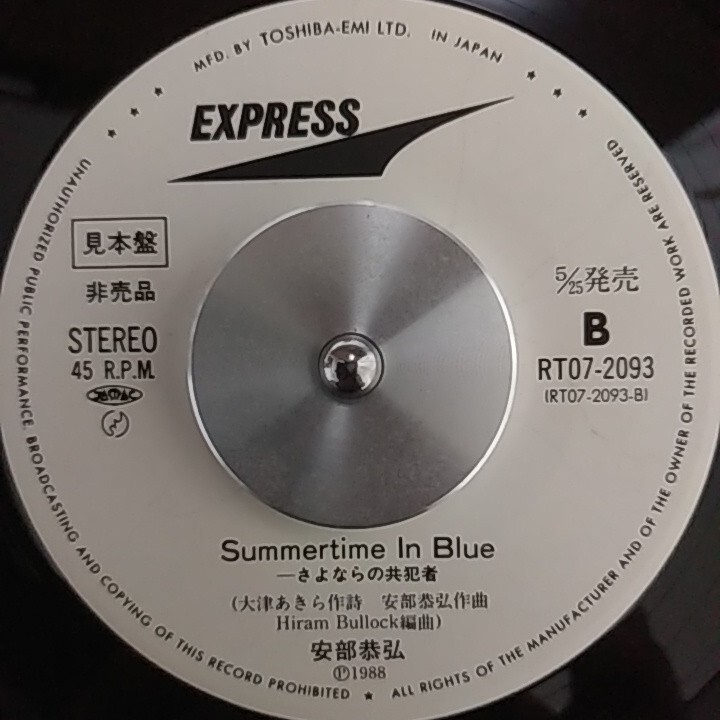 MFD. BY TOSHIBA-EMI LTD. IN JAPAN
EXPRESS
見本盤
非売品
STEREO
45 R.P.M.
5/25発売
B
RT07-2093
(RT07-2093-B)
Summertime In Blue
―さよならの共犯者
(大津あきら作詩 安部恭弘作曲
Hiram Bullock編曲)
安部恭弘
Ⓟ1988
UNAUTHORIZED PUBLIC PERFORMANCE, BROADCASTING AND COPYING OF THIS RECORD PROHIBITED ★ ALL RIGHTS OF THE MANUFACTURER AND OF THE OWNER OF THE RECORDED WORK ARE RESERVED